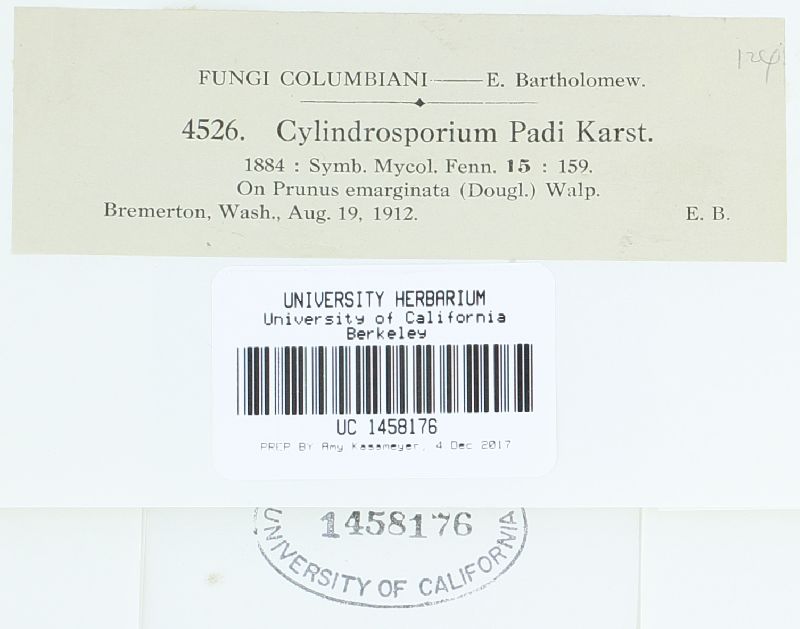 FUNGI COLUMBIANI——E. Bartholomew.
4526. Cylindrosporium Padi Karst.
1884 : Symb. Mycol. Fenn. 15 : 159.
On Prunus emarginata (Dougl.) Walp.
Bremerton, Wash., Aug. 19, 1912. E. B.
UNIVERSITY HERBARIUM
University of California
Berkeley
UC 1458176
PREP BY Amy Kasameyer, 4 Dec 2017
1458176
UNIVERSITY OF CALIFORNIA